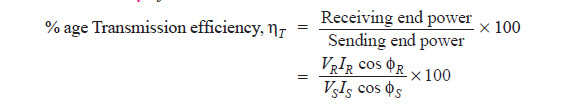 % age Transmission efficiency, η_T = Receiving end power / Sending end power × 100
= V_R I_R cos ϕ_R / V_S I_S cos ϕ_S × 100